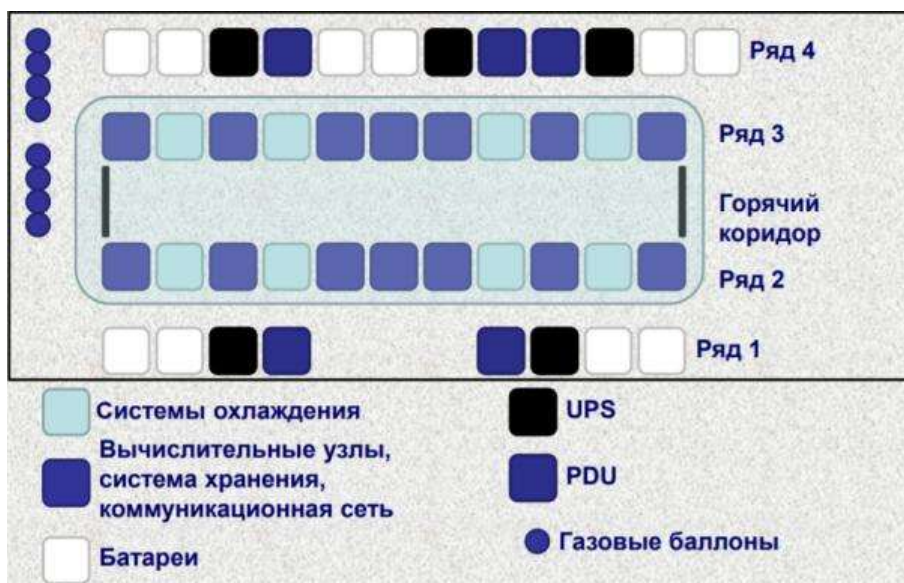 Ряд 4
Ряд 3
Горячий
коридор
Ряд 2
Ряд 1
Системы охлаждения
Вычислительные узлы,
система хранения,
коммуникационная сеть
Батареи
UPS
PDU
Газовые баллоны